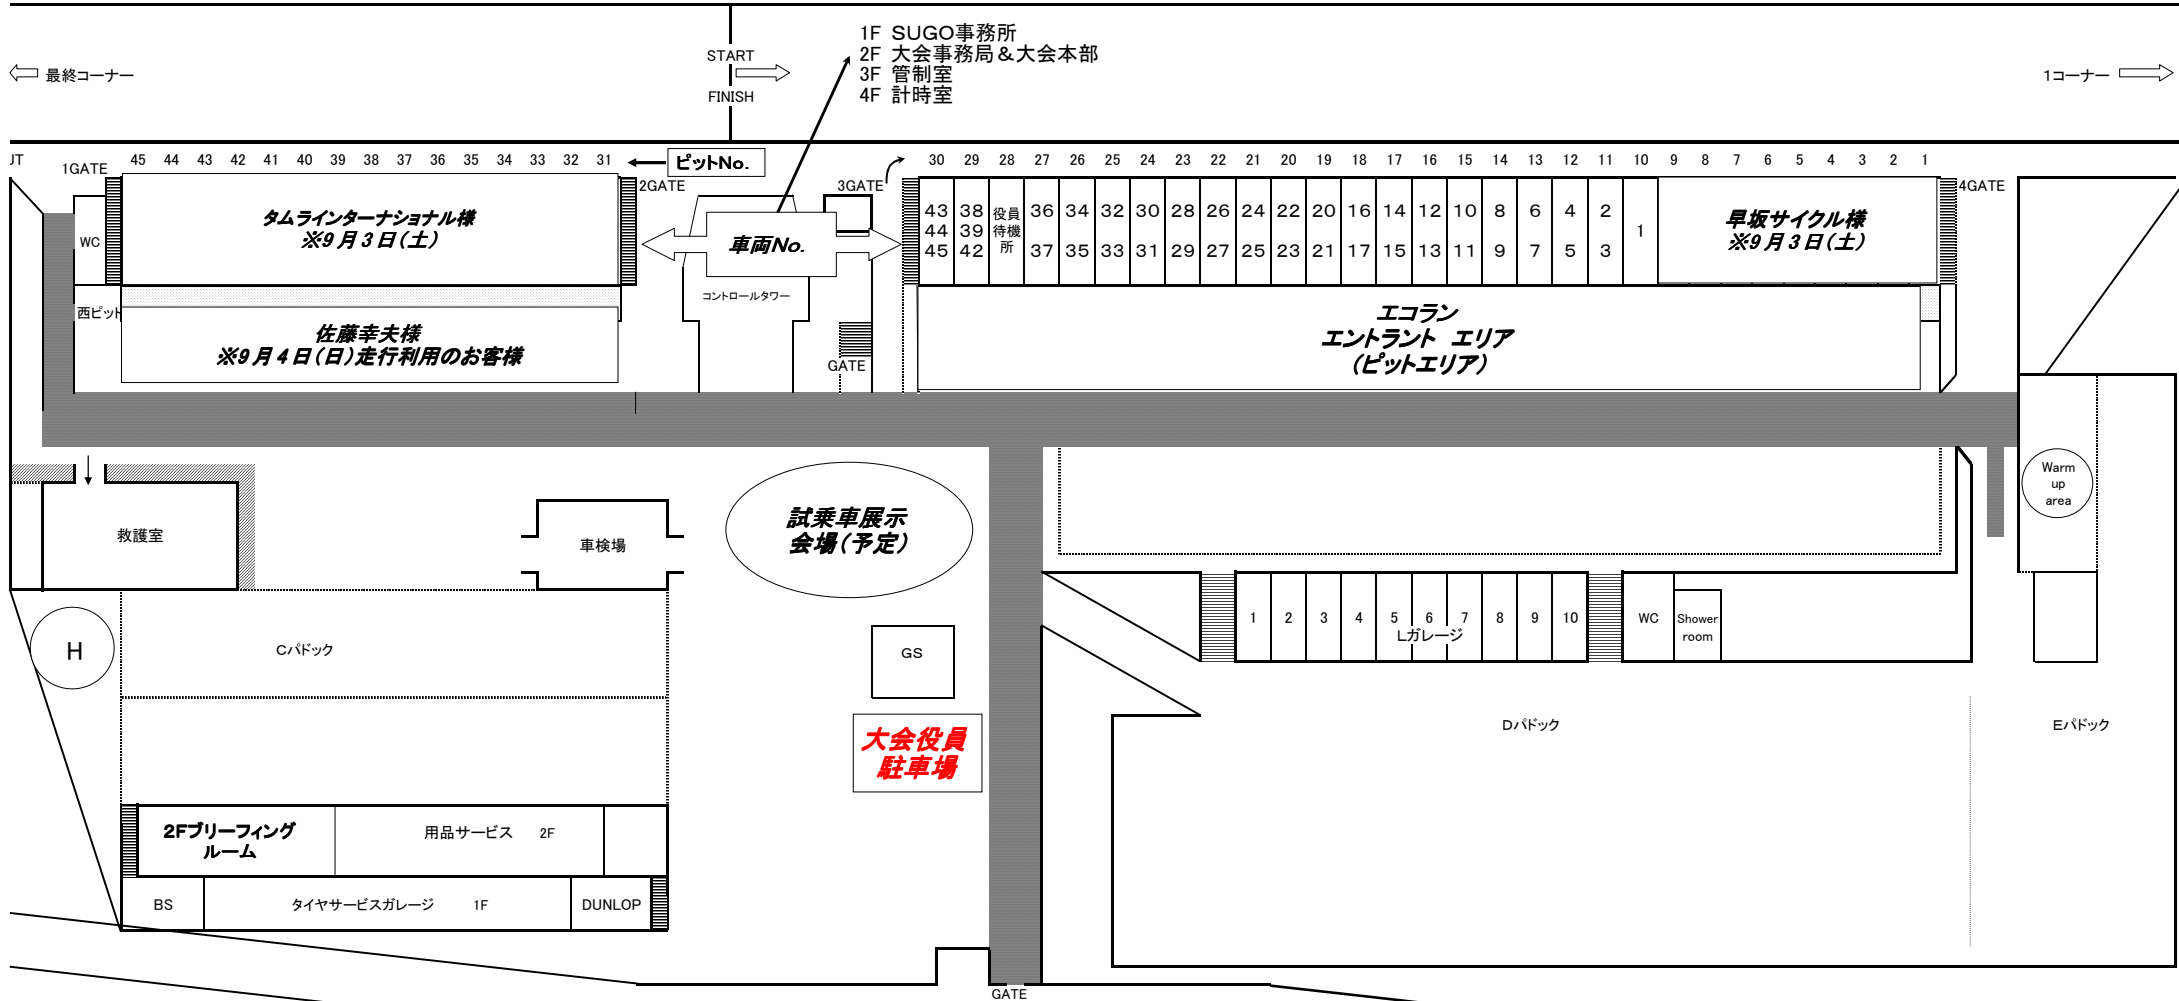 1F SUGO事務所
2F 大会事務局＆大会本部
3F 管制室
4F 計時室
START
FINISH
最終コーナー
1コーナー
1GATE
45 44 43 42 41 40 39 38 37 36 35 34 33 32 31
ピットNo.
2GATE
3GATE
30 29 28 27 26 25 24 23 22 21 20 19 18 17 16 15 14 13 12 11 10 9 8 7 6 5 4 3 2 1
4GATE
WC
タムラインターナショナル様
※9月3日(土)
車両No.
43 38 役員 36 34 32 30 28 26 24 22 20 16 14 12 10 8 6 4 2
44 39 待機 1
45 42 所 37 35 33 31 29 27 25 23 21 17 15 13 11 9 7 5 3
早坂サイクル様
※9月3日(土)
西ピット
コントロールタワー
佐藤幸夫様
※9月4日(日)走行利用のお客様
GATE
エコラン
エントラント エリア
(ピットエリア)
救護室
車検場
試乗車展示
会場(予定)
Warm
up
area
H
Cパドック
GS
1 2 3 4 5 6 7 8 9 10
Lガレージ
WC
Shower
room
大会役員
駐車場
Dパドック
Eパドック
2Fブリーフィング
ルーム
用品サービス 2F
BS
タイヤサービスガレージ 1F
DUNLOP
GATE